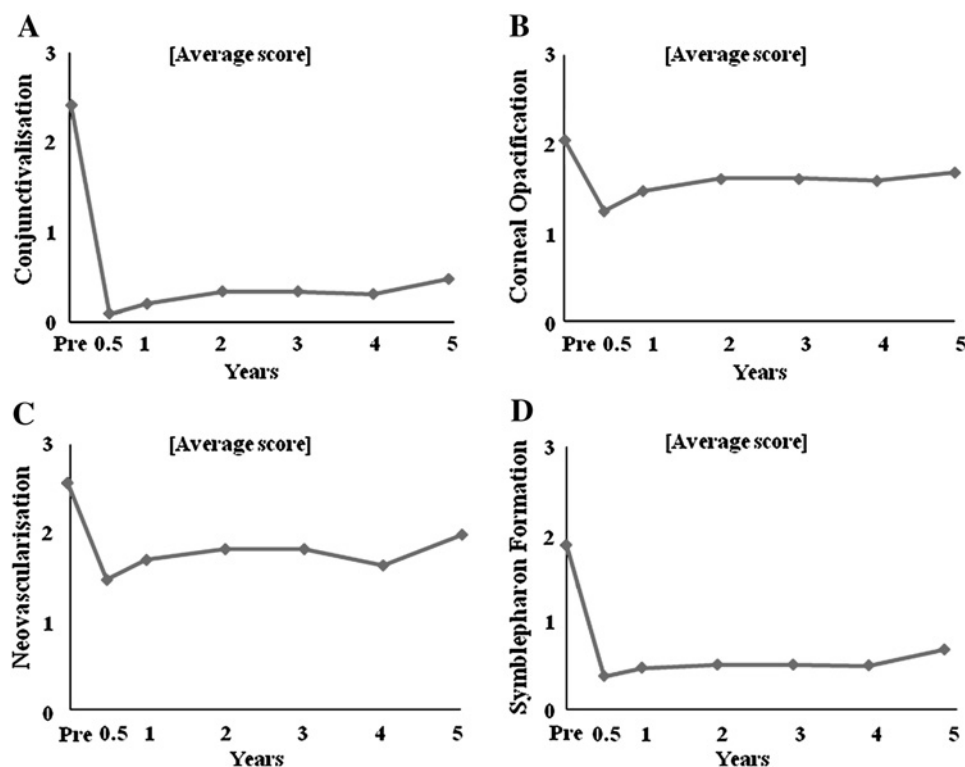 A
[Average score]
Conjunctivalisation
3
2
1
0
Pre 0.5 1 2 3 4 5
Years
B
[Average score]
Corneal Opacification
3
2
1
0
Pre 0.5 1 2 3 4 5
Years
C
[Average score]
Neovascularisation
3
2
1
0
Pre 0.5 1 2 3 4 5
Years
D
[Average score]
Symblepharon Formation
3
2
1
0
Pre 0.5 1 2 3 4 5
Years